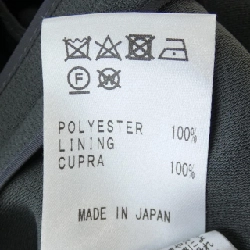 POLYESTER 100%
LINING
CUPRA 100%
MADE IN JAPAN